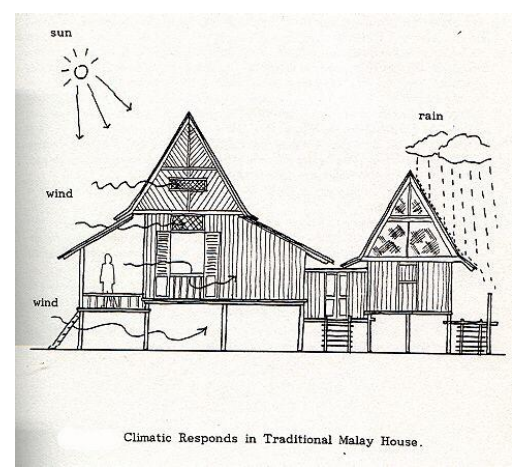 sun
rain
wind
wind
Climatic Responds in Traditional Malay House.